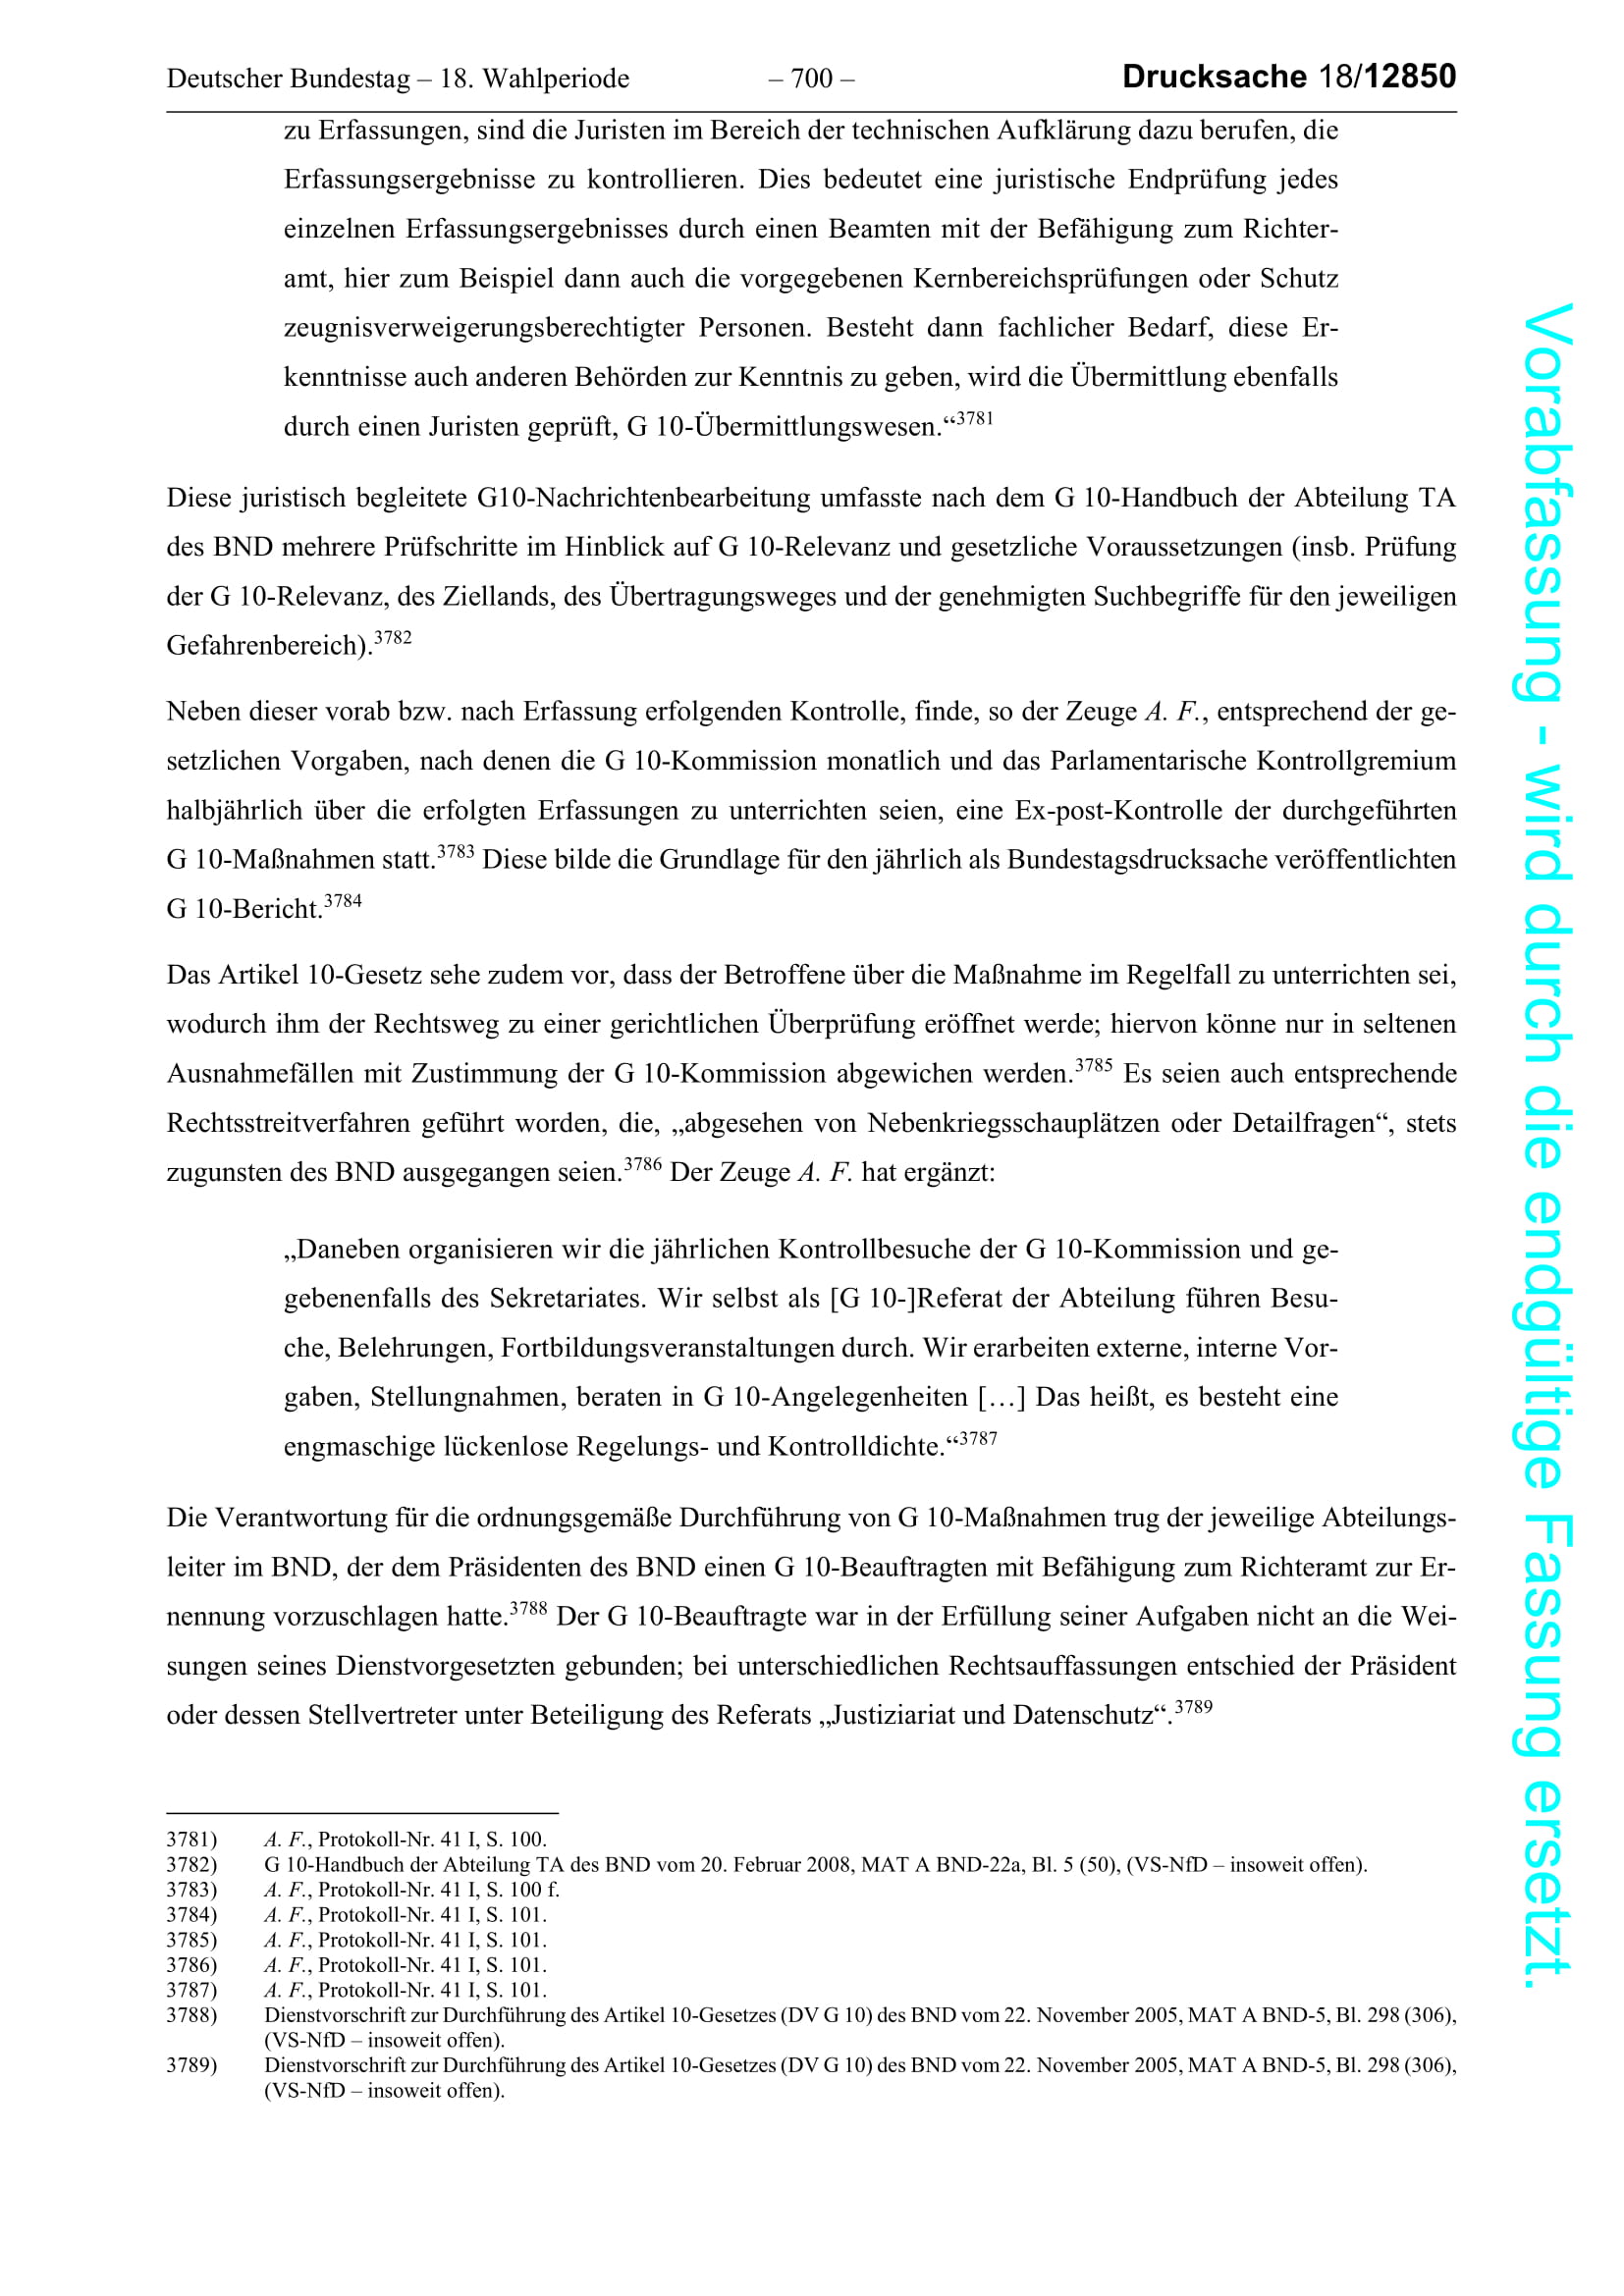 Deutscher Bundestag – 18. Wahlperiode – 700 – Drucksache 18/12850
zu Erfassungen, sind die Juristen im Bereich der technischen Aufklärung dazu berufen, die
Erfassungsergebnisse zu kontrollieren. Dies bedeutet eine juristische Endprüfung jedes
einzelnen Erfassungsergebnisses durch einen Beamten mit der Befähigung zum Richter-
amt, hier zum Beispiel dann auch die vorgegebenen Kernbereichsprüfungen oder Schutz
zeugnisverweigerungsberechtigter Personen. Besteht dann fachlicher Bedarf, diese Er-
kenntnisse auch anderen Behörden zur Kenntnis zu geben, wird die Übermittlung ebenfalls
durch einen Juristen geprüft, G 10-Übermittlungswesen.“3781
Diese juristisch begleitete G10-Nachrichtenbearbeitung umfasste nach dem G 10-Handbuch der Abteilung TA
des BND mehrere Prüfschritte im Hinblick auf G 10-Relevanz und gesetzliche Voraussetzungen (insb. Prüfung
der G 10-Relevanz, des Ziellands, des Übertragungsweges und der genehmigten Suchbegriffe für den jeweiligen
Gefahrenbereich).3782
Neben dieser vorab bzw. nach Erfassung erfolgenden Kontrolle, finde, so der Zeuge A. F., entsprechend der ge-
setzlichen Vorgaben, nach denen die G 10-Kommission monatlich und das Parlamentarische Kontrollgremium
halbjährlich über die erfolgten Erfassungen zu unterrichten seien, eine Ex-post-Kontrolle der durchgeführten
G 10-Maßnahmen statt.3783 Diese bilde die Grundlage für den jährlich als Bundestagsdrucksache veröffentlichten
G 10-Bericht.3784
Das Artikel 10-Gesetz sehe zudem vor, dass der Betroffene über die Maßnahme im Regelfall zu unterrichten sei,
wodurch ihm der Rechtsweg zu einer gerichtlichen Überprüfung eröffnet werde; hiervon könne nur in seltenen
Ausnahmefällen mit Zustimmung der G 10-Kommission abgewichen werden.3785 Es seien auch entsprechende
Rechtsstreitverfahren geführt worden, die, „abgesehen von Nebenkriegsschauplätzen oder Detailfragen“, stets
zugunsten des BND ausgegangen seien.3786 Der Zeuge A. F. hat ergänzt:
„Daneben organisieren wir die jährlichen Kontrollbesuche der G 10-Kommission und ge-
gebenenfalls des Sekretariates. Wir selbst als [G 10-]Referat der Abteilung führen Besu-
che, Belehrungen, Fortbildungsveranstaltungen durch. Wir erarbeiten externe, interne Vor-
gaben, Stellungnahmen, beraten in G 10-Angelegenheiten […] Das heißt, es besteht eine
engmaschige lückenlose Regelungs- und Kontrolldichte.“3787
Die Verantwortung für die ordnungsgemäße Durchführung von G 10-Maßnahmen trug der jeweilige Abteilungs-
leiter im BND, der dem Präsidenten des BND einen G 10-Beauftragten mit Befähigung zum Richteramt zur Er-
nennung vorzuschlagen hatte.3788 Der G 10-Beauftragte war in der Erfüllung seiner Aufgaben nicht an die Wei-
sungen seines Dienstvorgesetzten gebunden; bei unterschiedlichen Rechtsauffassungen entschied der Präsident
oder dessen Stellvertreter unter Beteiligung des Referats „Justiziariat und Datenschutz“.3789
3781) A. F., Protokoll-Nr. 41 I, S. 100.
3782) G 10-Handbuch der Abteilung TA des BND vom 20. Februar 2008, MAT A BND-22a, Bl. 5 (50), (VS-NfD – insoweit offen).
3783) A. F., Protokoll-Nr. 41 I, S. 100 f.
3784) A. F., Protokoll-Nr. 41 I, S. 101.
3785) A. F., Protokoll-Nr. 41 I, S. 101.
3786) A. F., Protokoll-Nr. 41 I, S. 101.
3787) A. F., Protokoll-Nr. 41 I, S. 101.
3788) Dienstvorschrift zur Durchführung des Artikel 10-Gesetzes (DV G 10) des BND vom 22. November 2005, MAT A BND-5, Bl. 298 (306),
(VS-NfD – insoweit offen).
3789) Dienstvorschrift zur Durchführung des Artikel 10-Gesetzes (DV G 10) des BND vom 22. November 2005, MAT A BND-5, Bl. 298 (306),
(VS-NfD – insoweit offen).
Vorabfassung - wird durch die endgültige Fassung ersetzt.